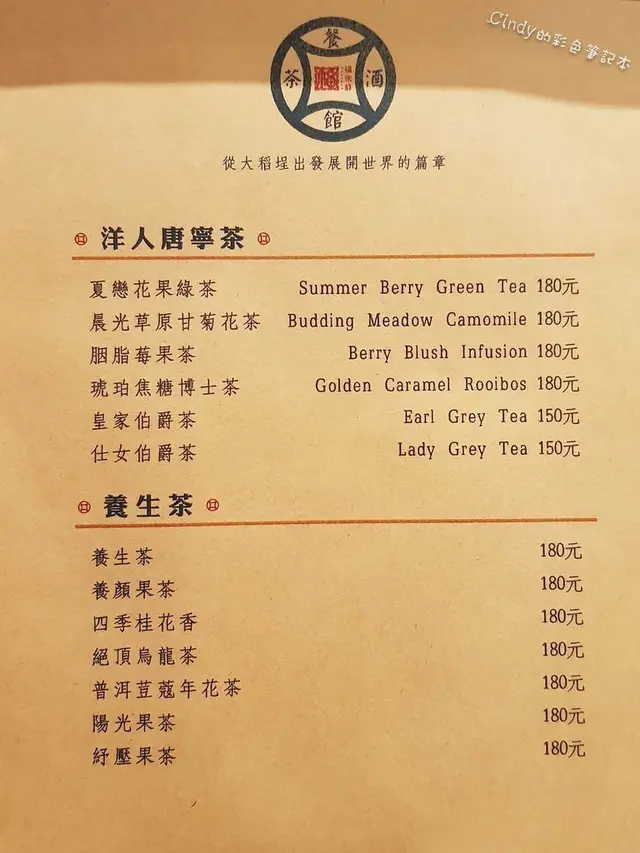 Cindy的彩色筆記本
餐
茶 酒
館
從大稻埕出發展開世界的篇章
洋人唐寧茶
夏戀花果綠茶 Summer Berry Green Tea 180元
晨光草原甘菊花茶 Budding Meadow Camomile 180元
胭脂莓果茶 Berry Blush Infusion 180元
琥珀焦糖博士茶 Golden Caramel Rooibos 180元
皇家伯爵茶 Earl Grey Tea 150元
仕女伯爵茶 Lady Grey Tea 150元
養生茶
養生茶 180元
養顏果茶 180元
四季桂花香 180元
絕頂烏龍茶 180元
普洱荳蔻年花茶 180元
陽光果茶 180元
紓壓果茶 180元